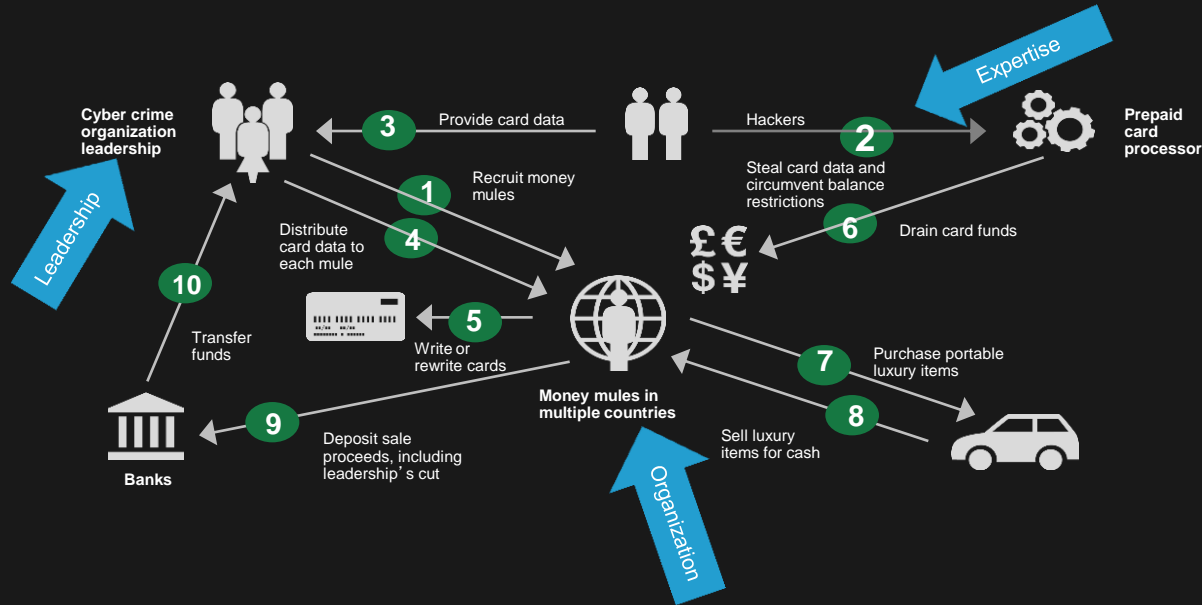 Expertise
Cyber crime
organization
leadership
3
Provide card data
Hackers
2
Prepaid
card
processor
Steal card data and
circumvent balance
restrictions
1
Recruit money
mules
Leadership
Distribute
card data to
each mule
4
6
Drain card funds
£ €
$ ¥
10
5
Write or
rewrite cards
Transfer
funds
7
Purchase portable
luxury items
Money mules in
multiple countries
8
9
Deposit sale
proceeds, including
leadership's cut
Sell luxury
items for cash
Banks
Organization